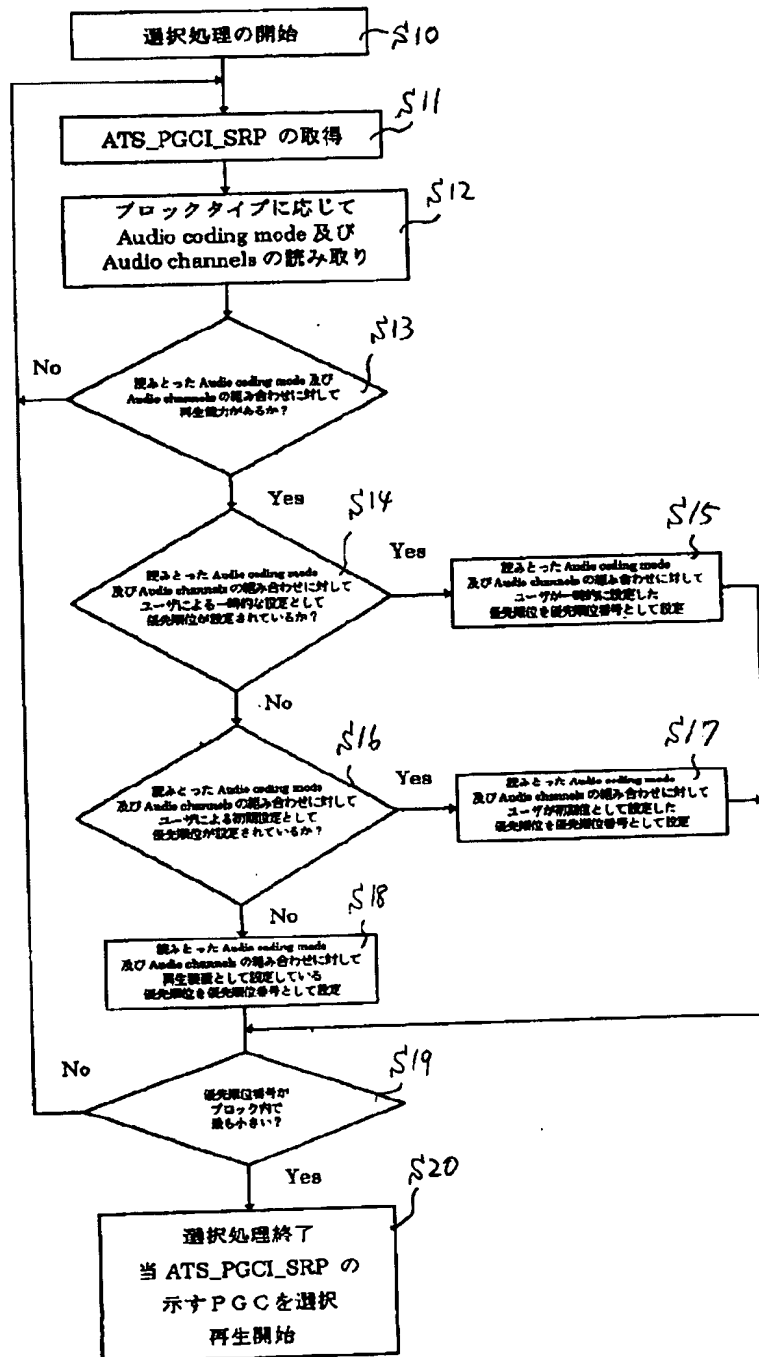 選択処理の開始
S10
S11
ATS_PGCI_SRP の取得
S12
ブロックタイプに応じて
Audio coding mode 及び
Audio channels の読み取り
S13
No
読みとった Audio coding mode 及び
Audio channels の組み合わせに対して
再生能力があるか?
Yes
S14
読みとった Audio coding mode
及び Audio channels の組み合わせに対して
ユーザによる一時的な設定として
優先順位が設定されているか?
Yes
S15
読みとった Audio coding mode
及び Audio channels の組み合わせに対して
ユーザが一時的に設定した
優先順位を優先順位番号として設定
No
S16
読みとった Audio coding mode
及び Audio channels の組み合わせに対して
ユーザによる初期設定として
優先順位が設定されているか?
Yes
S17
読みとった Audio coding mode
及び Audio channels の組み合わせに対して
ユーザが初期値として設定した
優先順位を優先順位番号として設定
No
S18
読みとった Audio coding mode
及び Audio channels の組み合わせに対して
再生装置として設定している
優先順位を優先順位番号として設定
No
S19
優先順位番号が
ブロック内で
最も小さい?
Yes
S20
選択処理終了
当 ATS_PGCI_SRP の
示すPGCを選択
再生開始